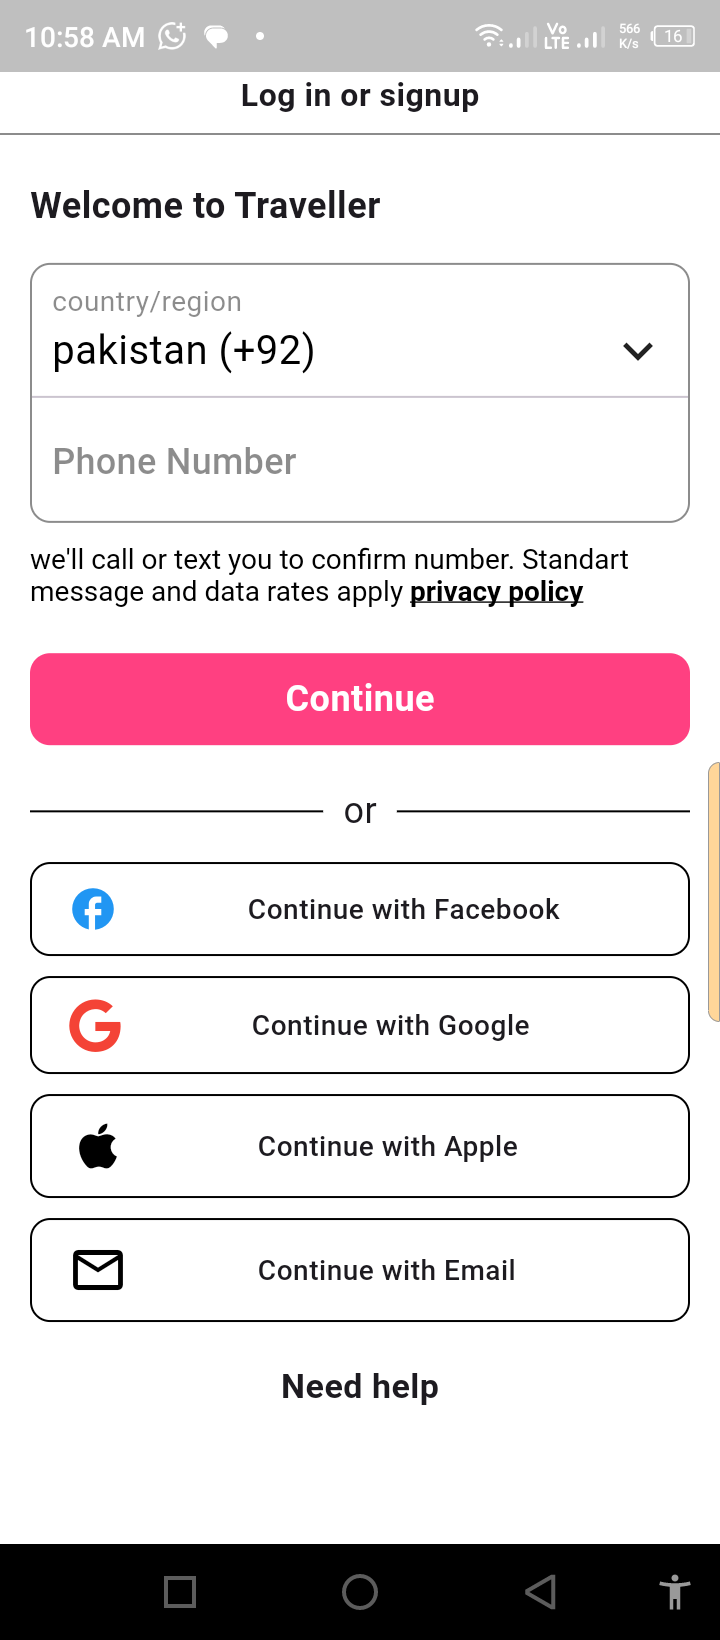 10:58 AM
Vo
LTE
566
K/s
16
Log in or signup
Welcome to Traveller
country/region
pakistan (+92)
Phone Number
we'll call or text you to confirm number. Standart
message and data rates apply privacy policy
Continue
or
Continue with Facebook
Continue with Google
Continue with Apple
Continue with Email
Need help